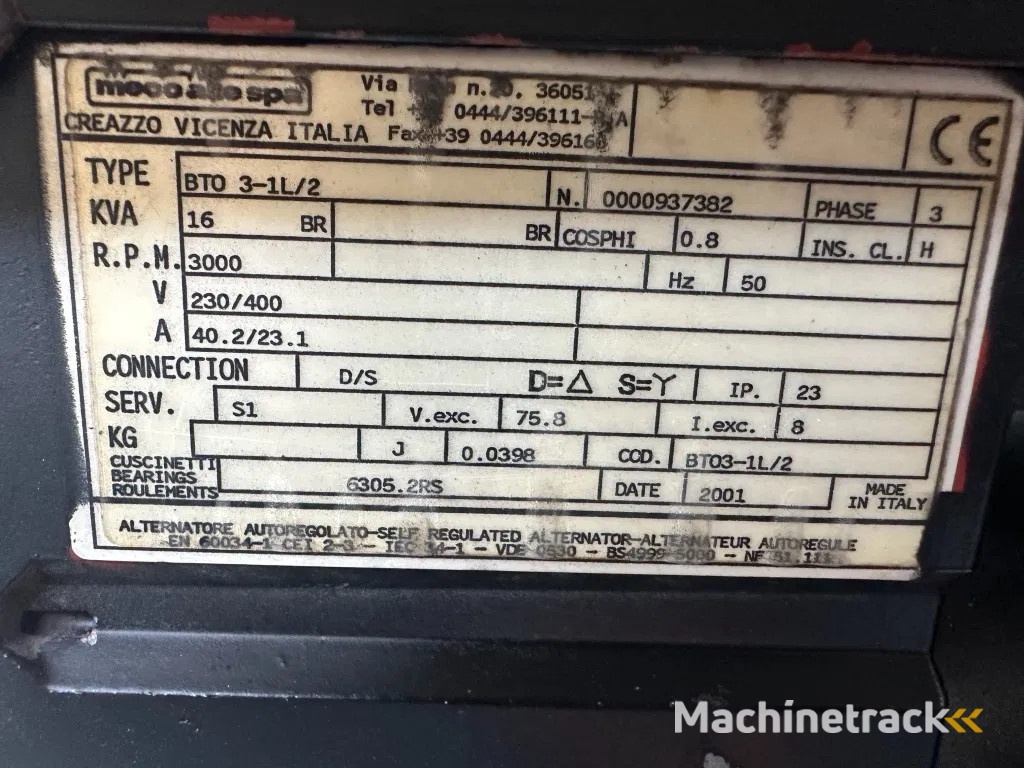 mecc alte spa
Via n.20. 36051
Tel 0444/396111- A
CREAZZO VICENZA ITALIA Fax +39 0444/396166
CE
TYPE BTO 3-1L/2 N. 0000937382 PHASE 3
KVA 16 BR BR COSPHI 0.8 INS. CL. H
R.P.M. 3000 Hz 50
V 230/400
A 40.2/23.1
CONNECTION D/S D=△ S=Y IP. 23
SERV. S1 V.exc. 75.8 I.exc. 8
KG J 0.0398 COD. BTO3-1L/2
CUSCINETTI
BEARINGS
ROULEMENTS
6305.2RS DATE 2001
MADE
IN ITALY
ALTERNATORE AUTOREGOLATO-SELF REGULATED ALTERNATOR-ALTERNATEUR AUTOREGULE
EN 60034-1 CEI 2-3 - IEC 34-1 - VDE 0530 - BS4999-5000 - NF
Machinetrack